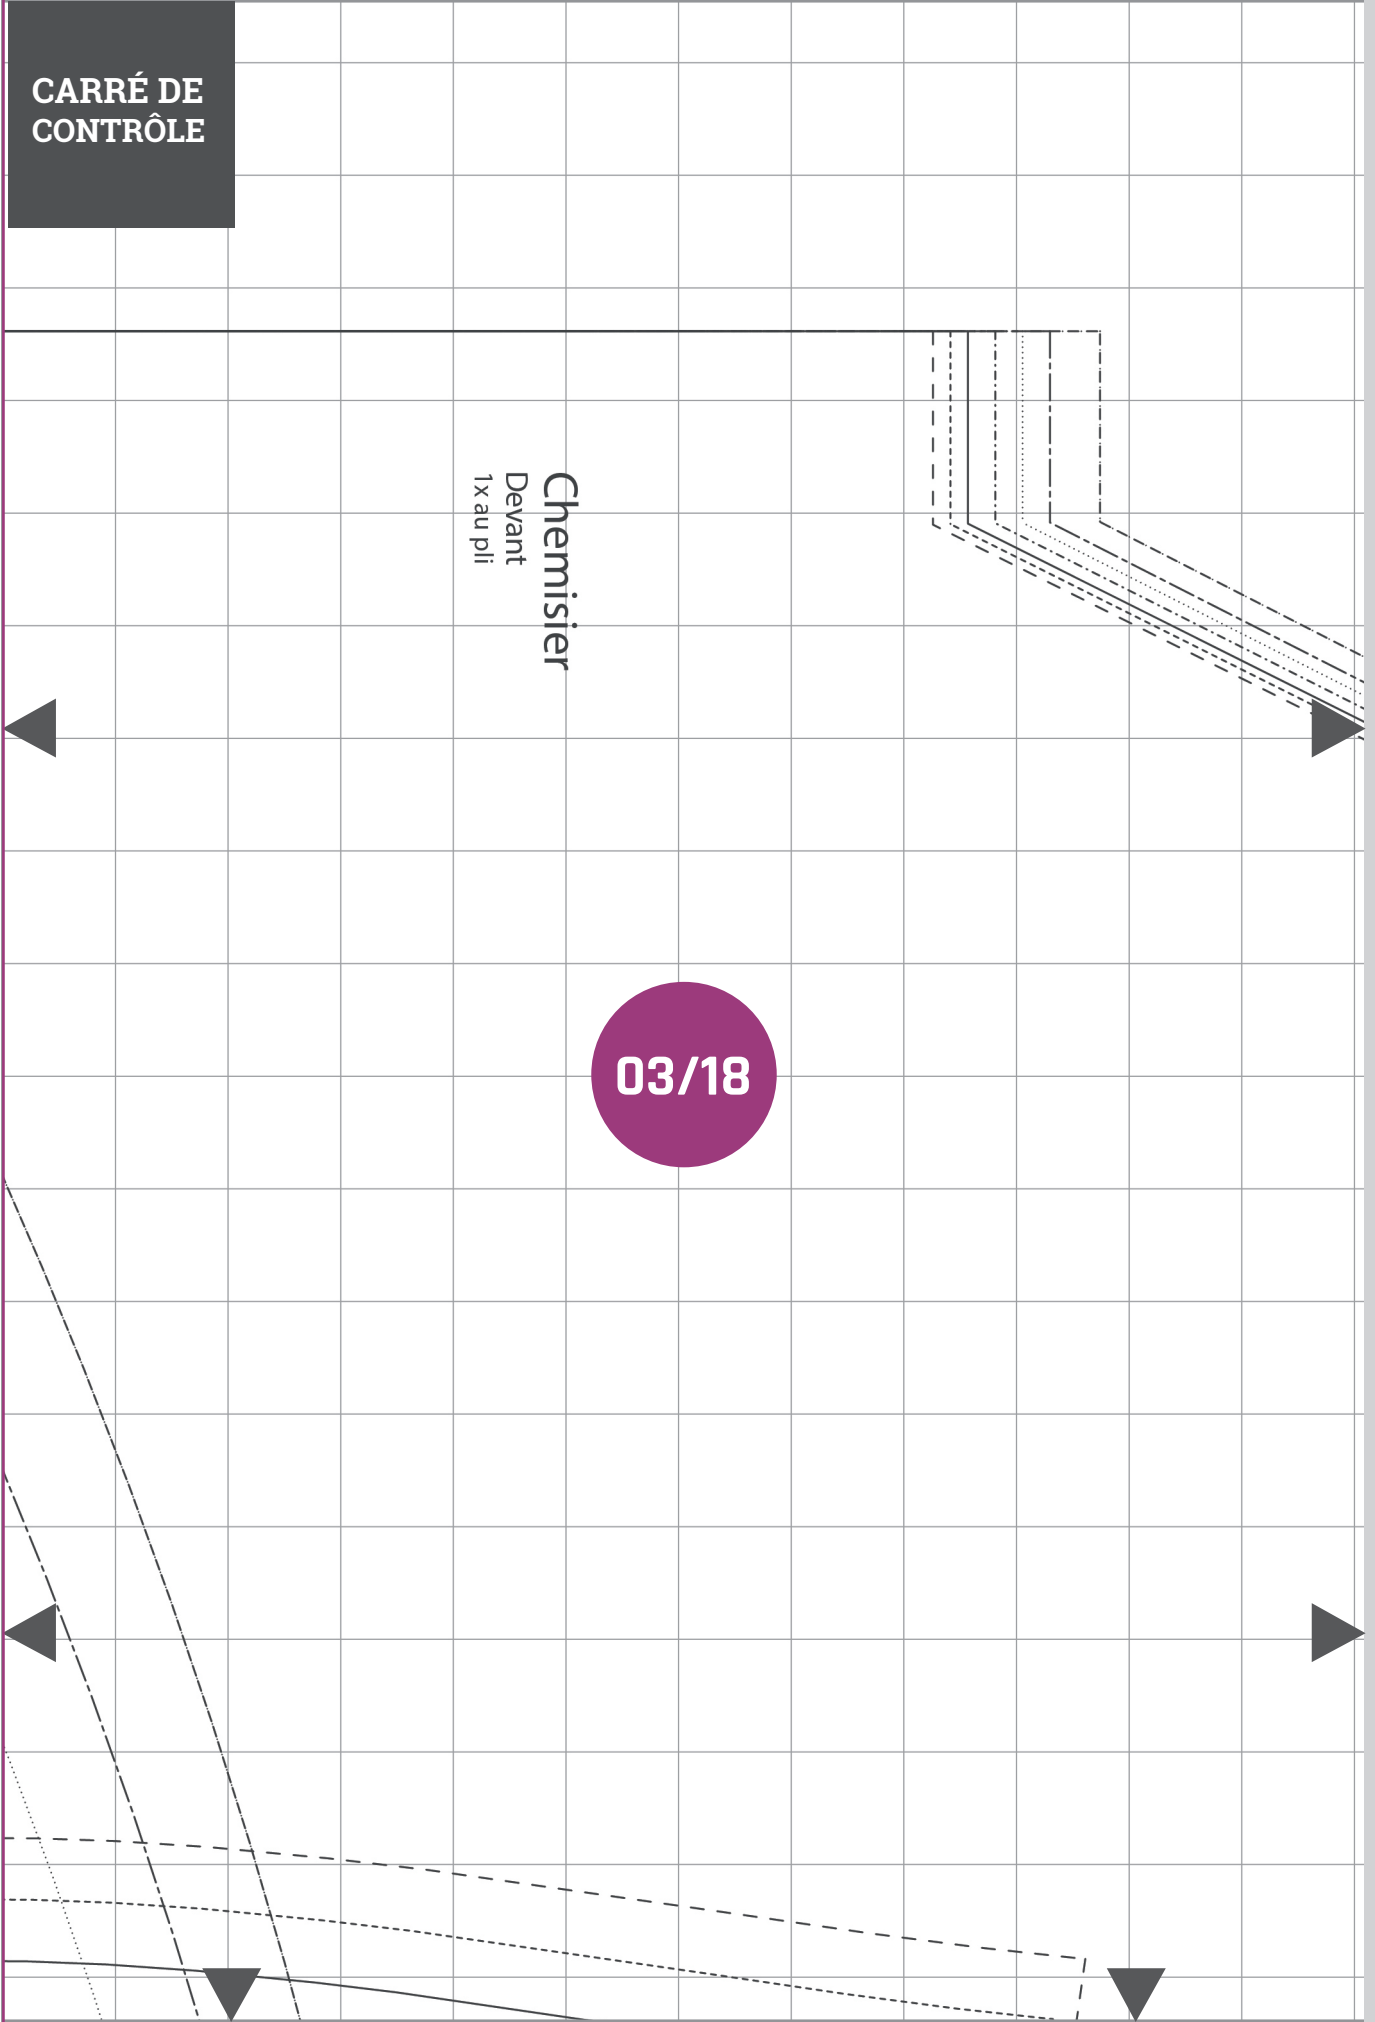 CARRÉ DE
CONTRÔLE
Chemisier
Devant
1x au pli
03/18